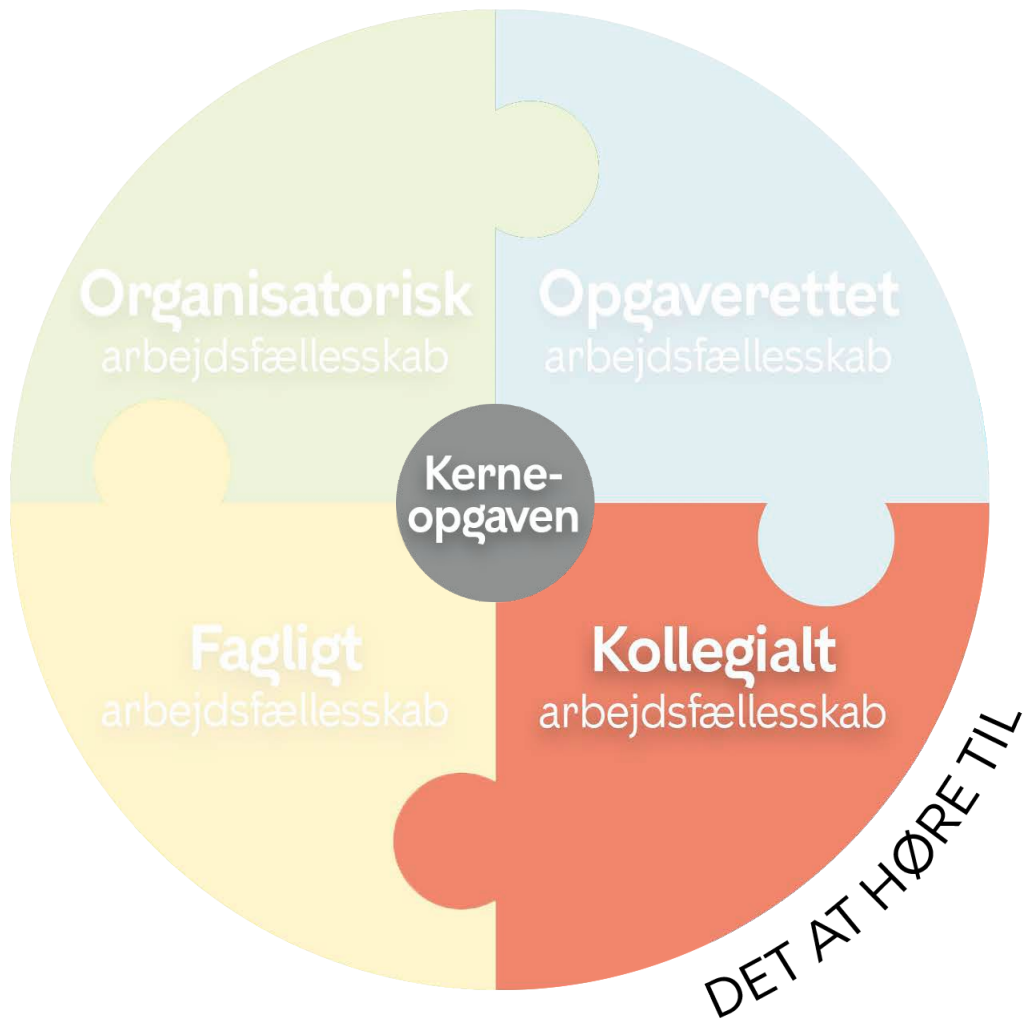 Organisatorisk
arbejdsfællesskab
Opgaverettet
arbejdsfællesskab
Kerne-
opgaven
Fagligt
arbejdsfællesskab
Kollegialt
arbejdsfællesskab
DET AT HØRE TIL